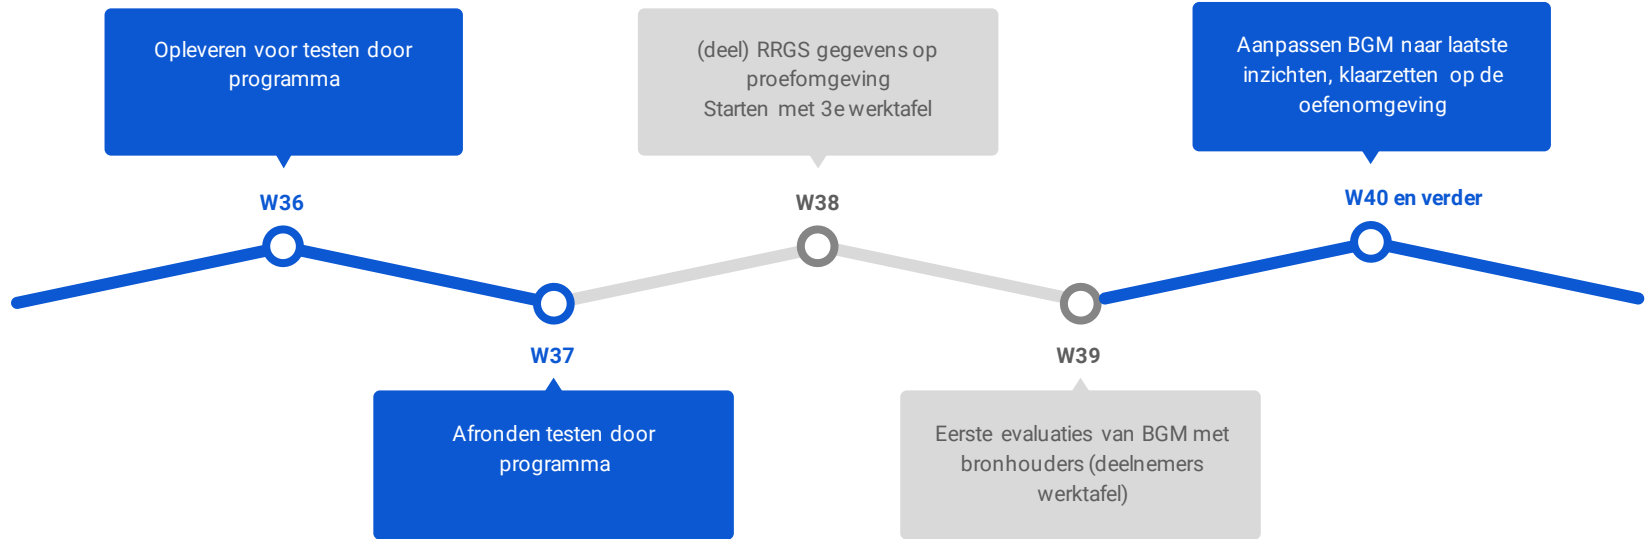 Opleveren voor testen door
programma
W36
W37
Afronden testen door
programma
(deel) RRGS gegevens op
proefomgeving
Starten met 3e werktafel
W38
W39
Eerste evaluaties van BGM met
bronhouders (deelnemers
werktafel)
Aanpassen BGM naar laatste
inzichten, klaarzetten op de
oefenomgeving
W40 en verder